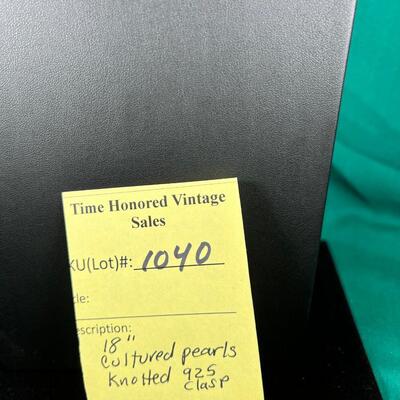 Time Honored Vintage
Sales
KU(Lot)#: 1040
tle:
escription:
18"
cultured pearls
Knotted 925
clasp